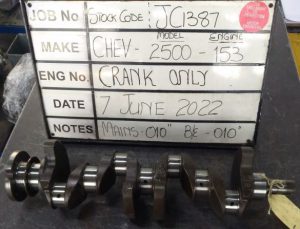 JOB No. STOCK CODE JC1387
MODEL ENGINE
MAKE CHEV - 2500 - 153
ENG No. CRANK ONLY
DATE 7 JUNE 2022
NOTES MAINS -010" B/E -010"